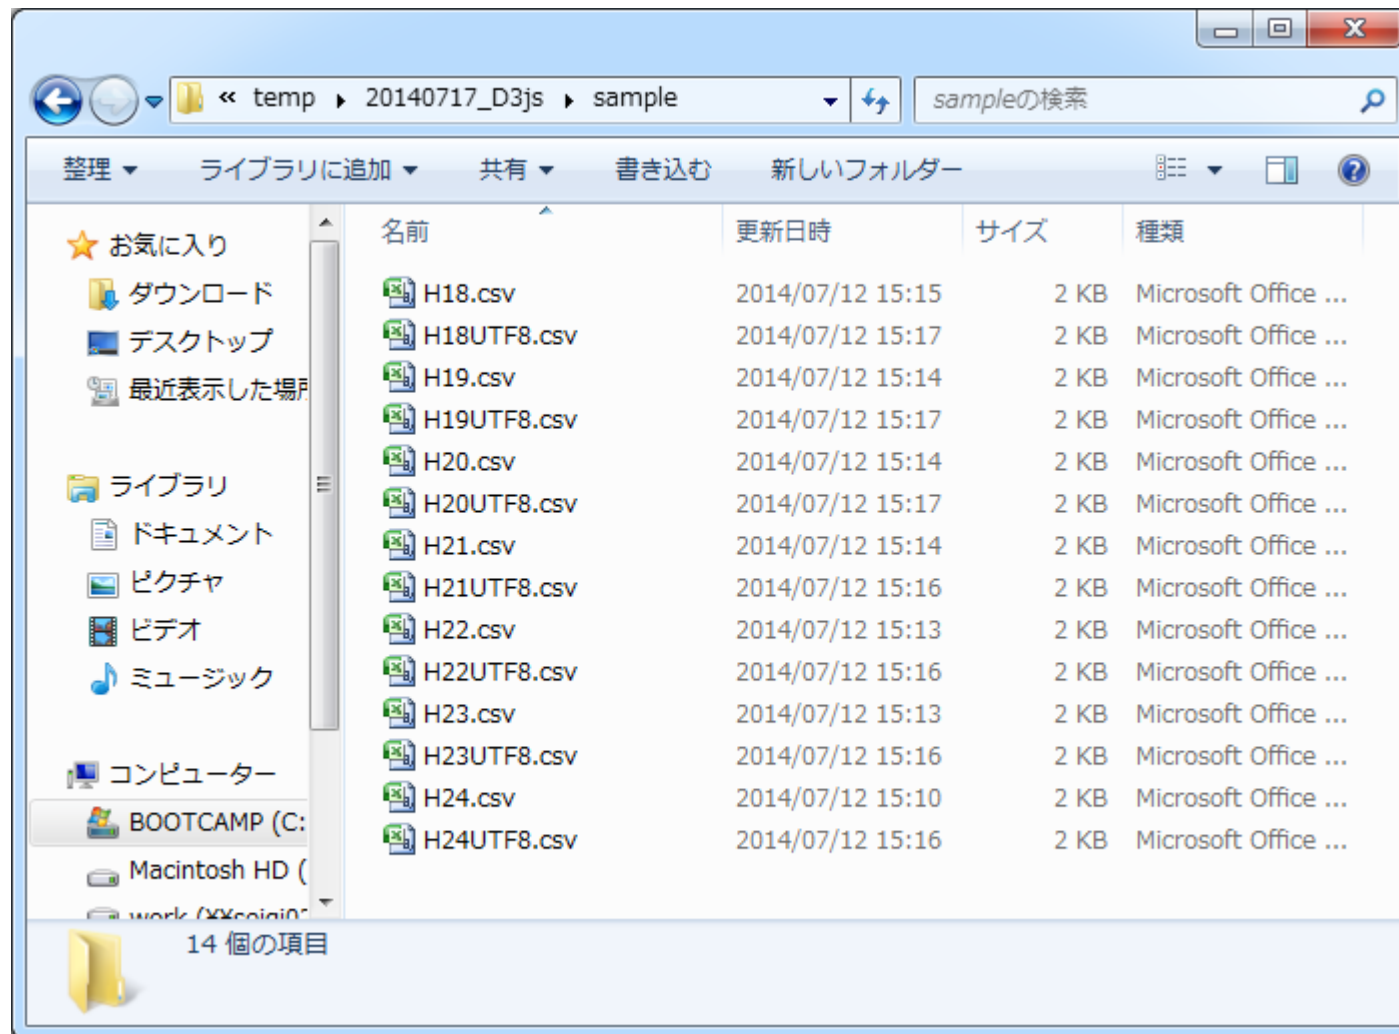 « temp ▸ 20140717_D3js ▸ sample
sampleの検索
整理 ライブラリに追加 共有 書き込む 新しいフォルダー
お気に入り
ダウンロード
デスクトップ
最近表示した場所
ライブラリ
ドキュメント
ピクチャ
ビデオ
ミュージック
コンピューター
BOOTCAMP (C:
Macintosh HD (
work
名前 更新日時 サイズ 種類
H18.csv 2014/07/12 15:15 2 KB Microsoft Office ...
H18UTF8.csv 2014/07/12 15:17 2 KB Microsoft Office ...
H19.csv 2014/07/12 15:14 2 KB Microsoft Office ...
H19UTF8.csv 2014/07/12 15:17 2 KB Microsoft Office ...
H20.csv 2014/07/12 15:14 2 KB Microsoft Office ...
H20UTF8.csv 2014/07/12 15:17 2 KB Microsoft Office ...
H21.csv 2014/07/12 15:14 2 KB Microsoft Office ...
H21UTF8.csv 2014/07/12 15:16 2 KB Microsoft Office ...
H22.csv 2014/07/12 15:13 2 KB Microsoft Office ...
H22UTF8.csv 2014/07/12 15:16 2 KB Microsoft Office ...
H23.csv 2014/07/12 15:13 2 KB Microsoft Office ...
H23UTF8.csv 2014/07/12 15:16 2 KB Microsoft Office ...
H24.csv 2014/07/12 15:10 2 KB Microsoft Office ...
H24UTF8.csv 2014/07/12 15:16 2 KB Microsoft Office ...
14 個の項目